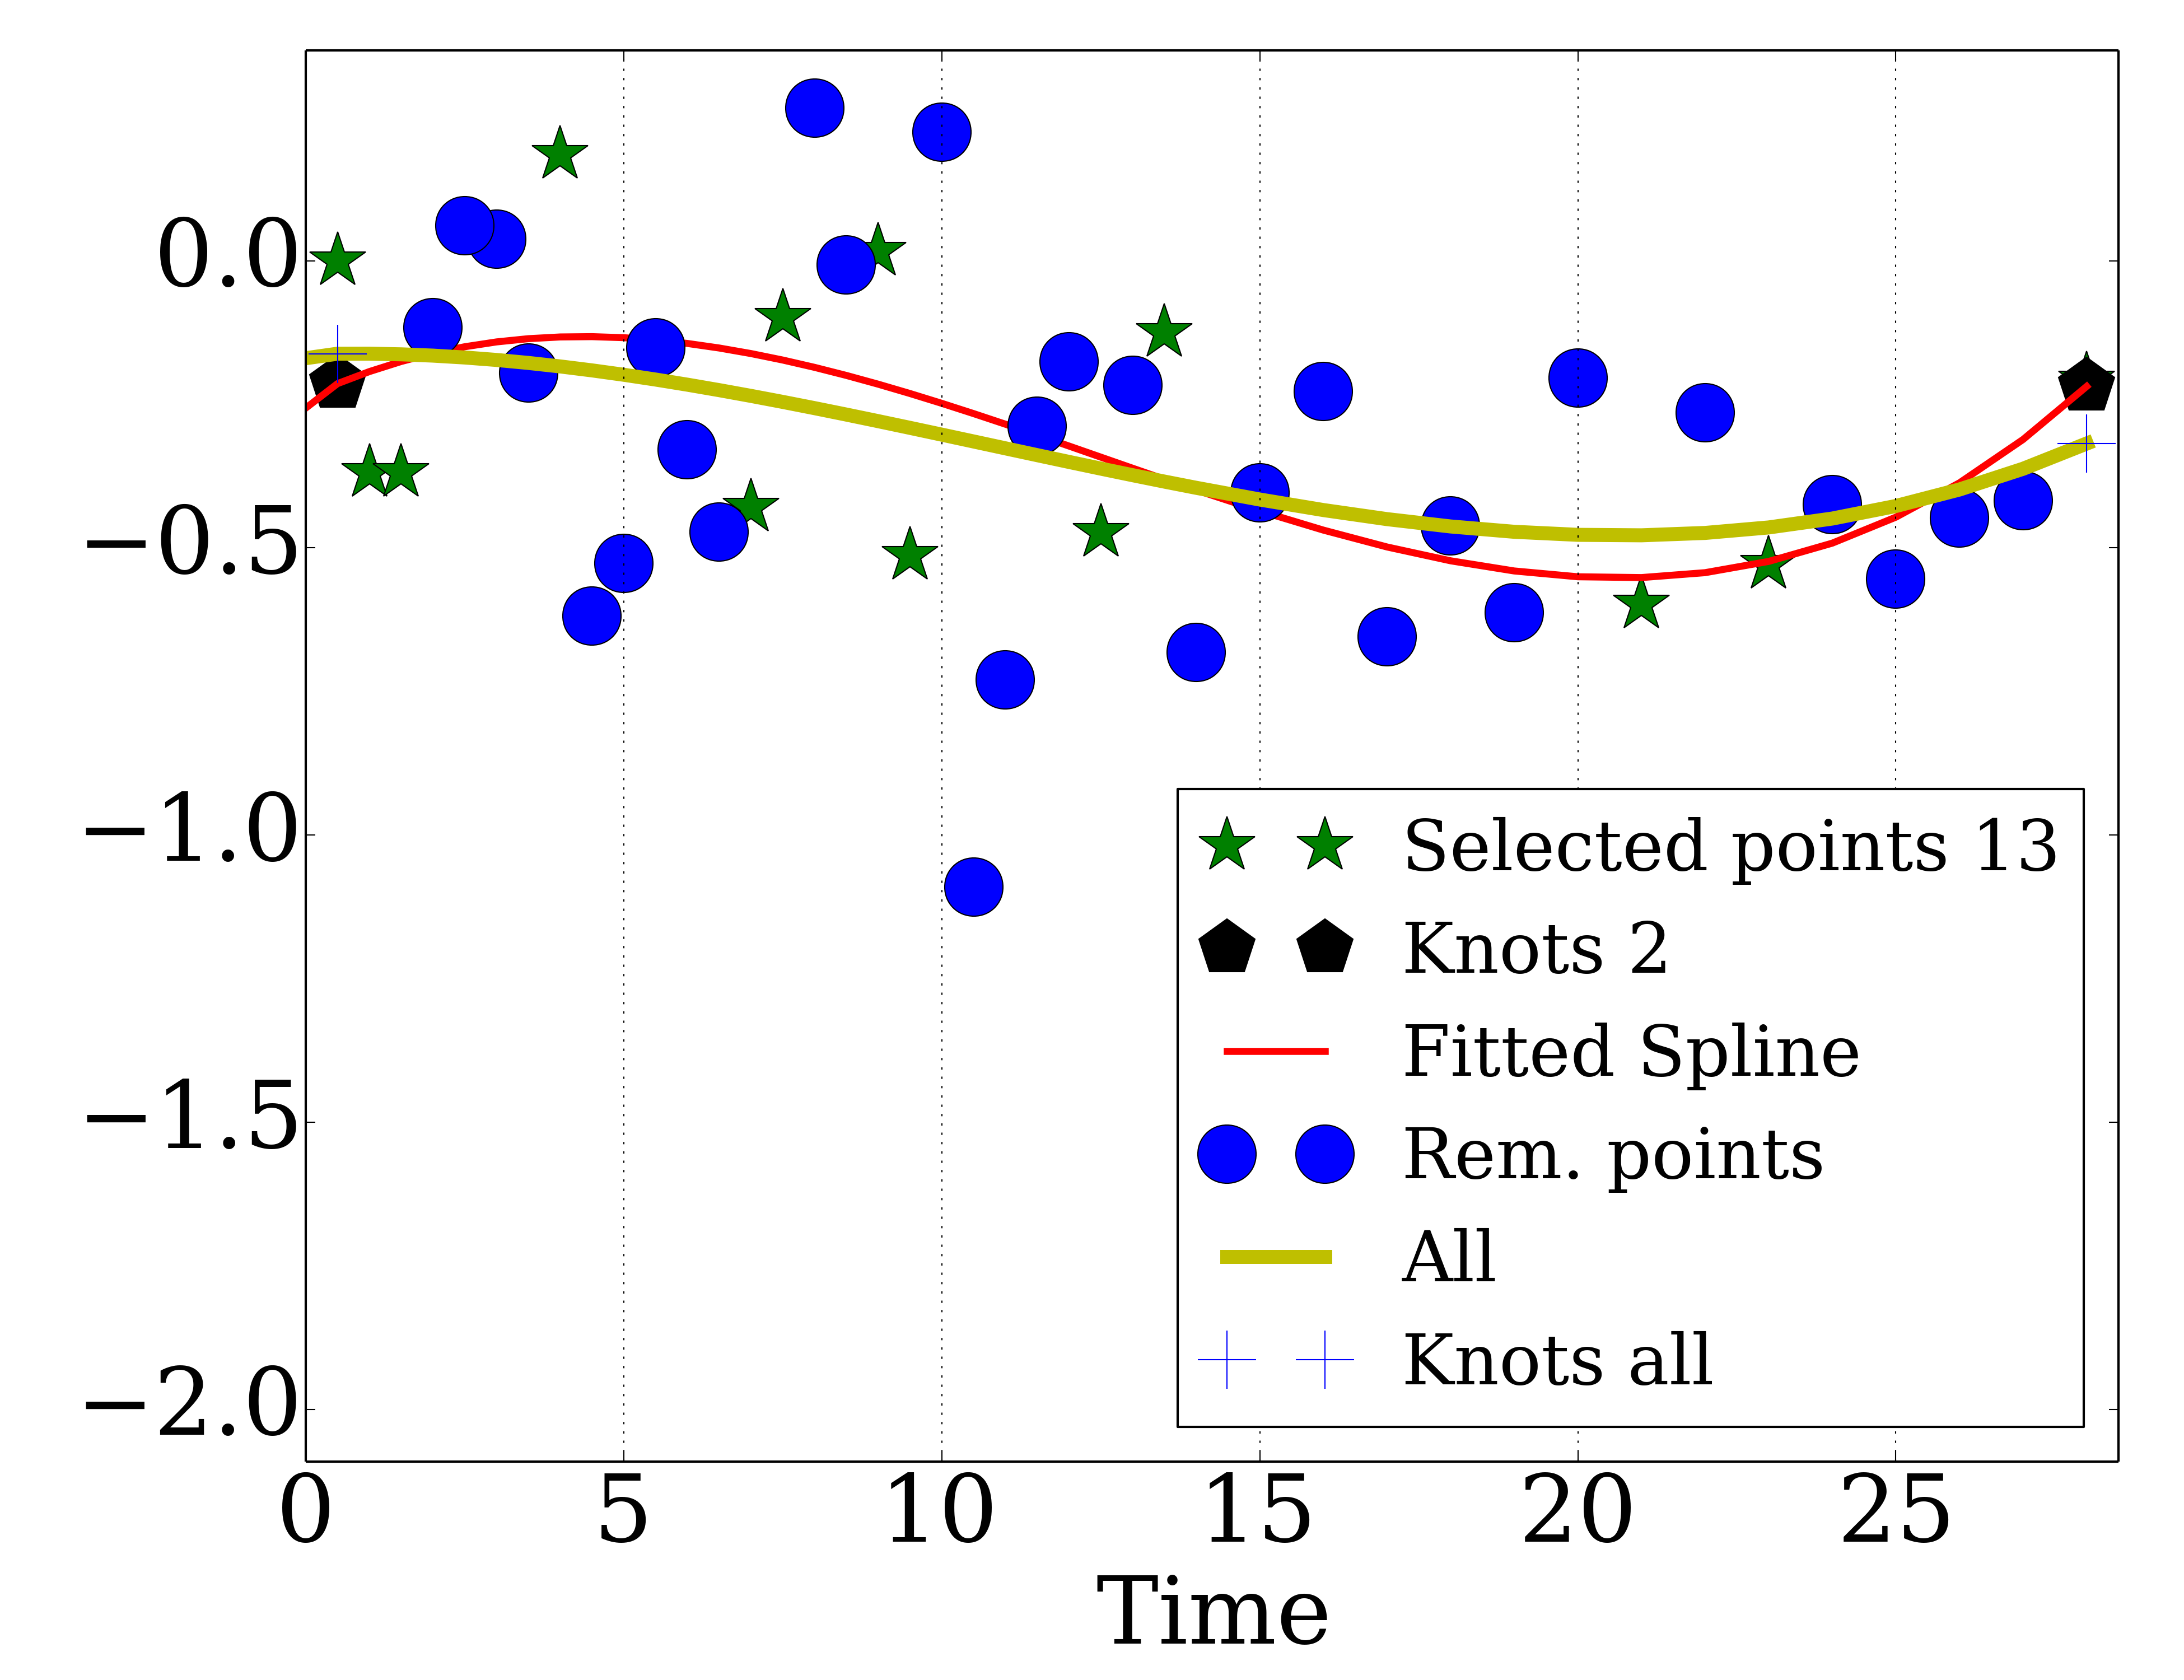 0.0
−0.5
−1.0
−1.5
−2.0
0 5 10 15 20 25
Time
Selected points 13
Knots 2
Fitted Spline
Rem. points
All
Knots all